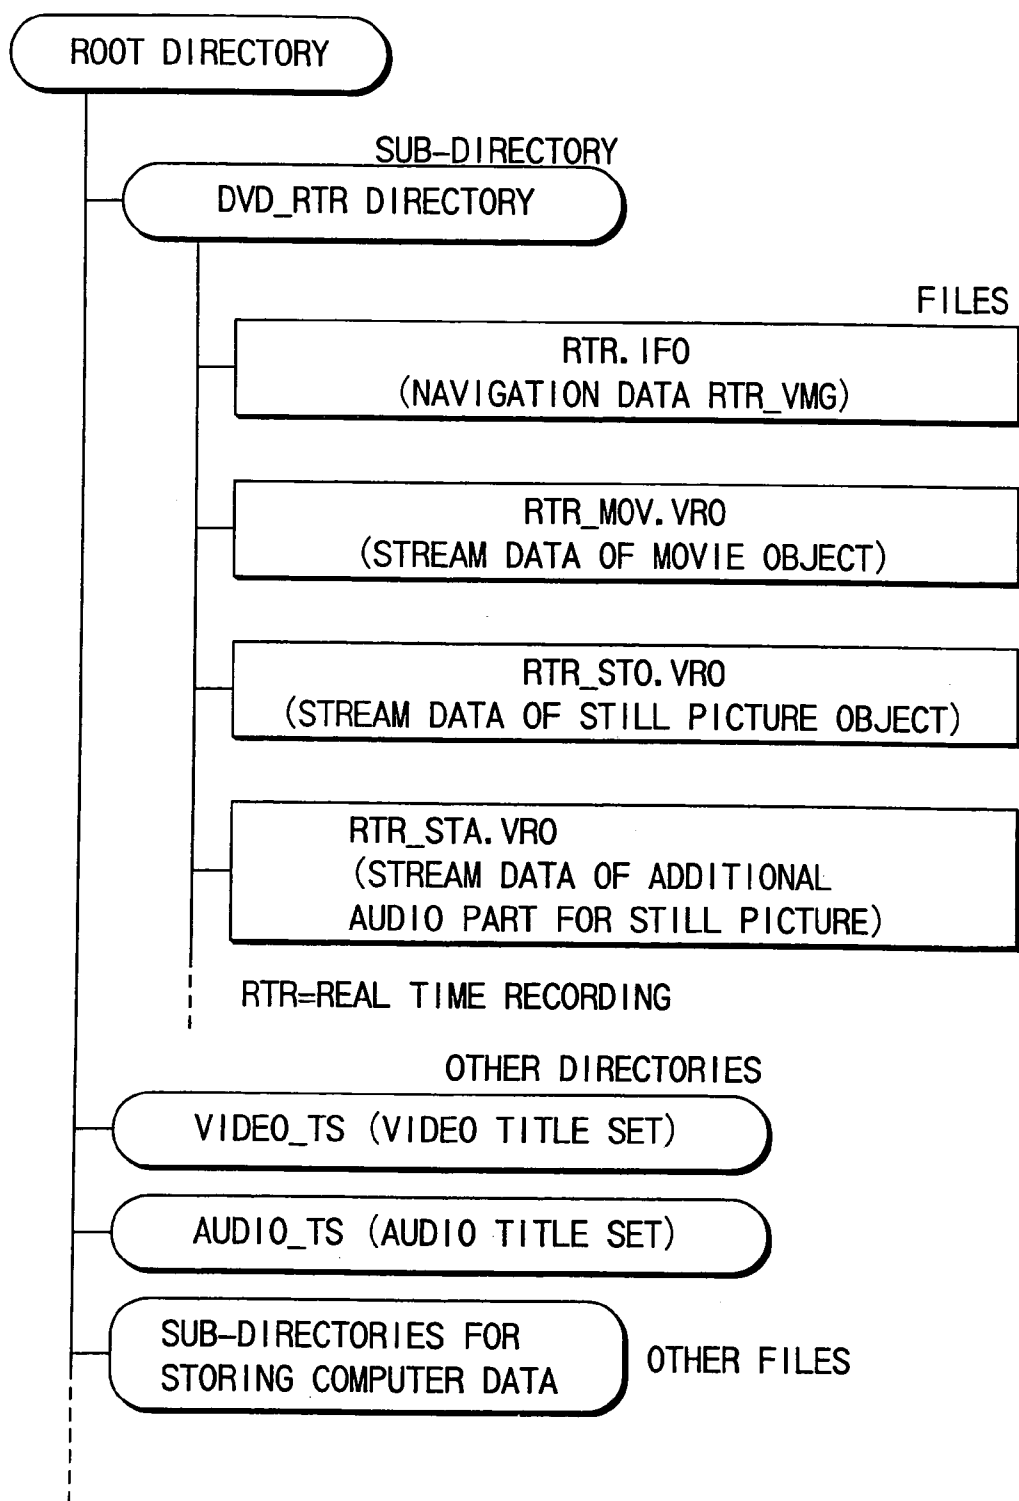 ROOT DIRECTORY
SUB-DIRECTORY
DVD_RTR DIRECTORY
FILES
RTR.IFO
(NAVIGATION DATA RTR_VMG)
RTR_MOV.VRO
(STREAM DATA OF MOVIE OBJECT)
RTR_STO.VRO
(STREAM DATA OF STILL PICTURE OBJECT)
RTR_STA.VRO
(STREAM DATA OF ADDITIONAL
AUDIO PART FOR STILL PICTURE)
RTR=REAL TIME RECORDING
OTHER DIRECTORIES
VIDEO_TS (VIDEO TITLE SET)
AUDIO_TS (AUDIO TITLE SET)
SUB-DIRECTORIES FOR
STORING COMPUTER DATA
OTHER FILES